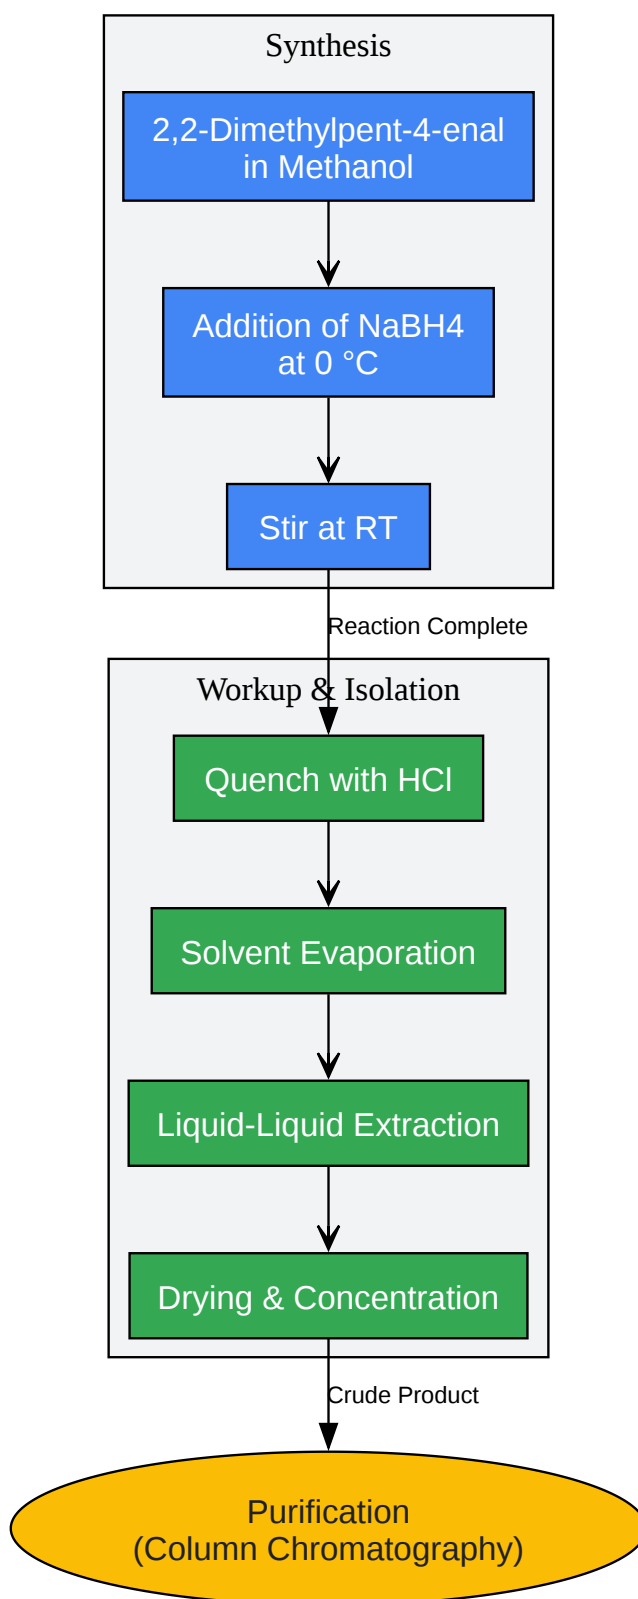 Synthesis
2,2-Dimethylpent-4-enal
in Methanol
Addition of NaBH4
at 0 °C
Stir at RT
Reaction Complete
Workup & Isolation
Quench with HCl
Solvent Evaporation
Liquid-Liquid Extraction
Drying & Concentration
Crude Product
Purification
(Column Chromatography)